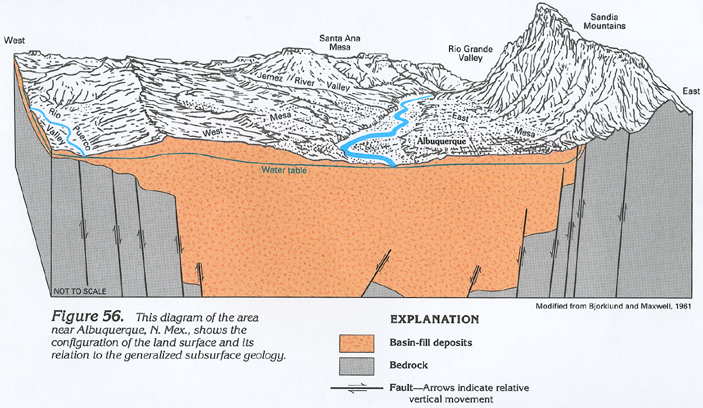 West
Santa Ana
Mesa
Sandia
Mountains
Rio Grande
Valley
East
Jemez River Valley
Rio Puerco
Valley
West Mesa
East Mesa
Albuquerque
Water table
NOT TO SCALE
Modified from Bjorklund and Maxwell, 1961
Figure 56. This diagram of the area
near Albuquerque, N. Mex., shows the
configuration of the land surface and its
relation to the generalized subsurface geology.
EXPLANATION
Basin-fill deposits
Bedrock
Fault—Arrows indicate relative
vertical movement